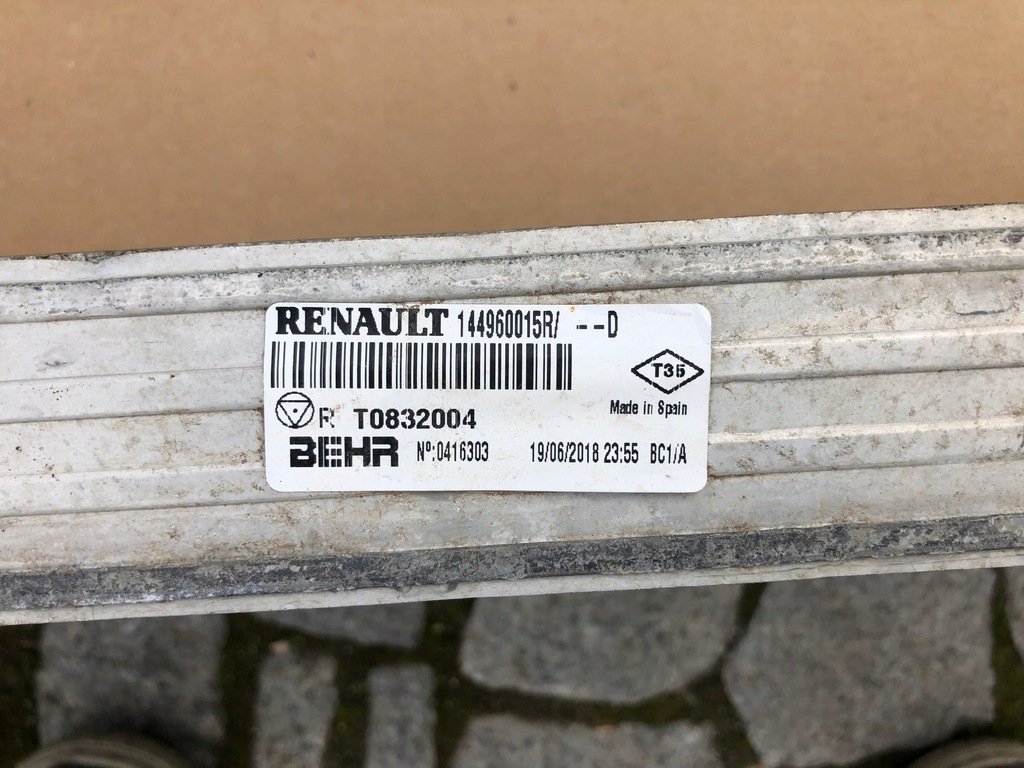 RENAULT 144960015R/ --D
T35
Made in Spain
R T0832004
BEHR Nº:0416303 19/06/2018 23:55 BC1/A